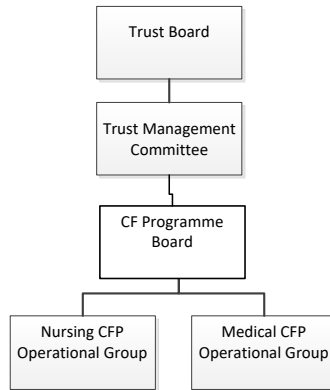 Trust Board
Trust Management
Committee
CF Programme
Board
Nursing CFP
Operational Group
Medical CFP
Operational Group